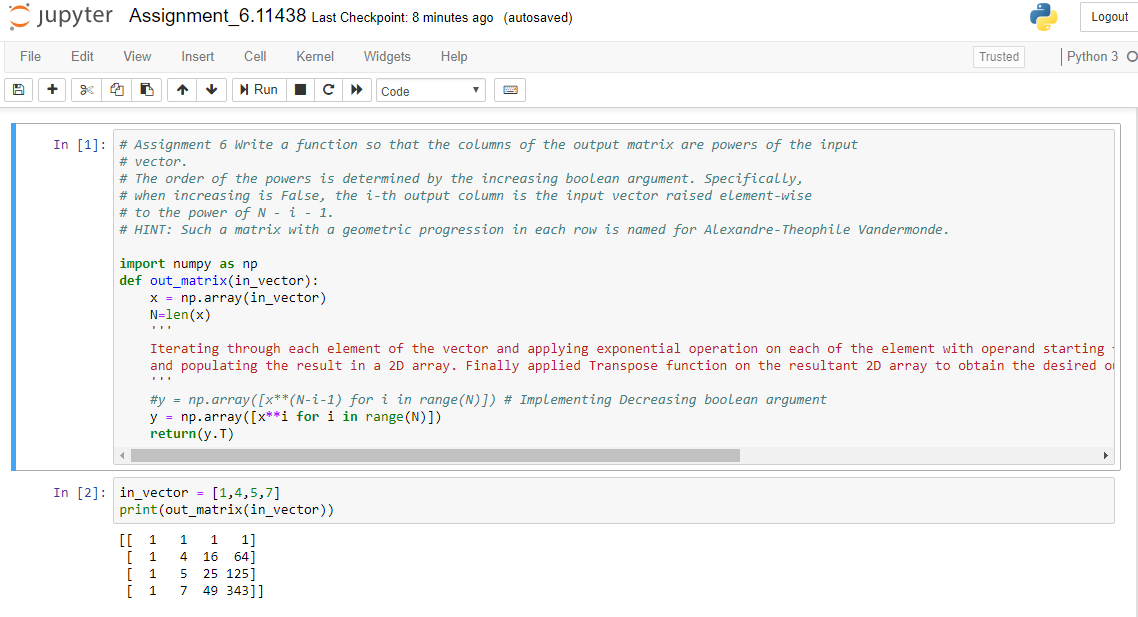 jupyter Assignment_6.11438 Last Checkpoint: 8 minutes ago (autosaved)
Logout
File Edit View Insert Cell Kernel Widgets Help Trusted Python 3
Run Code
In [1]: # Assignment 6 Write a function so that the columns of the output matrix are powers of the input
# vector.
# The order of the powers is determined by the increasing boolean argument. Specifically,
# when increasing is False, the i-th output column is the input vector raised element-wise
# to the power of N - i - 1.
# HINT: Such a matrix with a geometric progression in each row is named for Alexandre-Theophile Vandermonde.
import numpy as np
def out_matrix(in_vector):
x = np.array(in_vector)
N=len(x)
'''
Iterating through each element of the vector and applying exponential operation on each of the element with operand starting
and populating the result in a 2D array. Finally applied Transpose function on the resultant 2D array to obtain the desired
'''
#y = np.array([x**(N-i-1) for i in range(N)]) # Implementing Decreasing boolean argument
y = np.array([x**i for i in range(N)])
return(y.T)
In [2]: in_vector = [1,4,5,7]
print(out_matrix(in_vector))
[[ 1 1 1 1]
[ 1 4 16 64]
[ 1 5 25 125]
[ 1 7 49 343]]